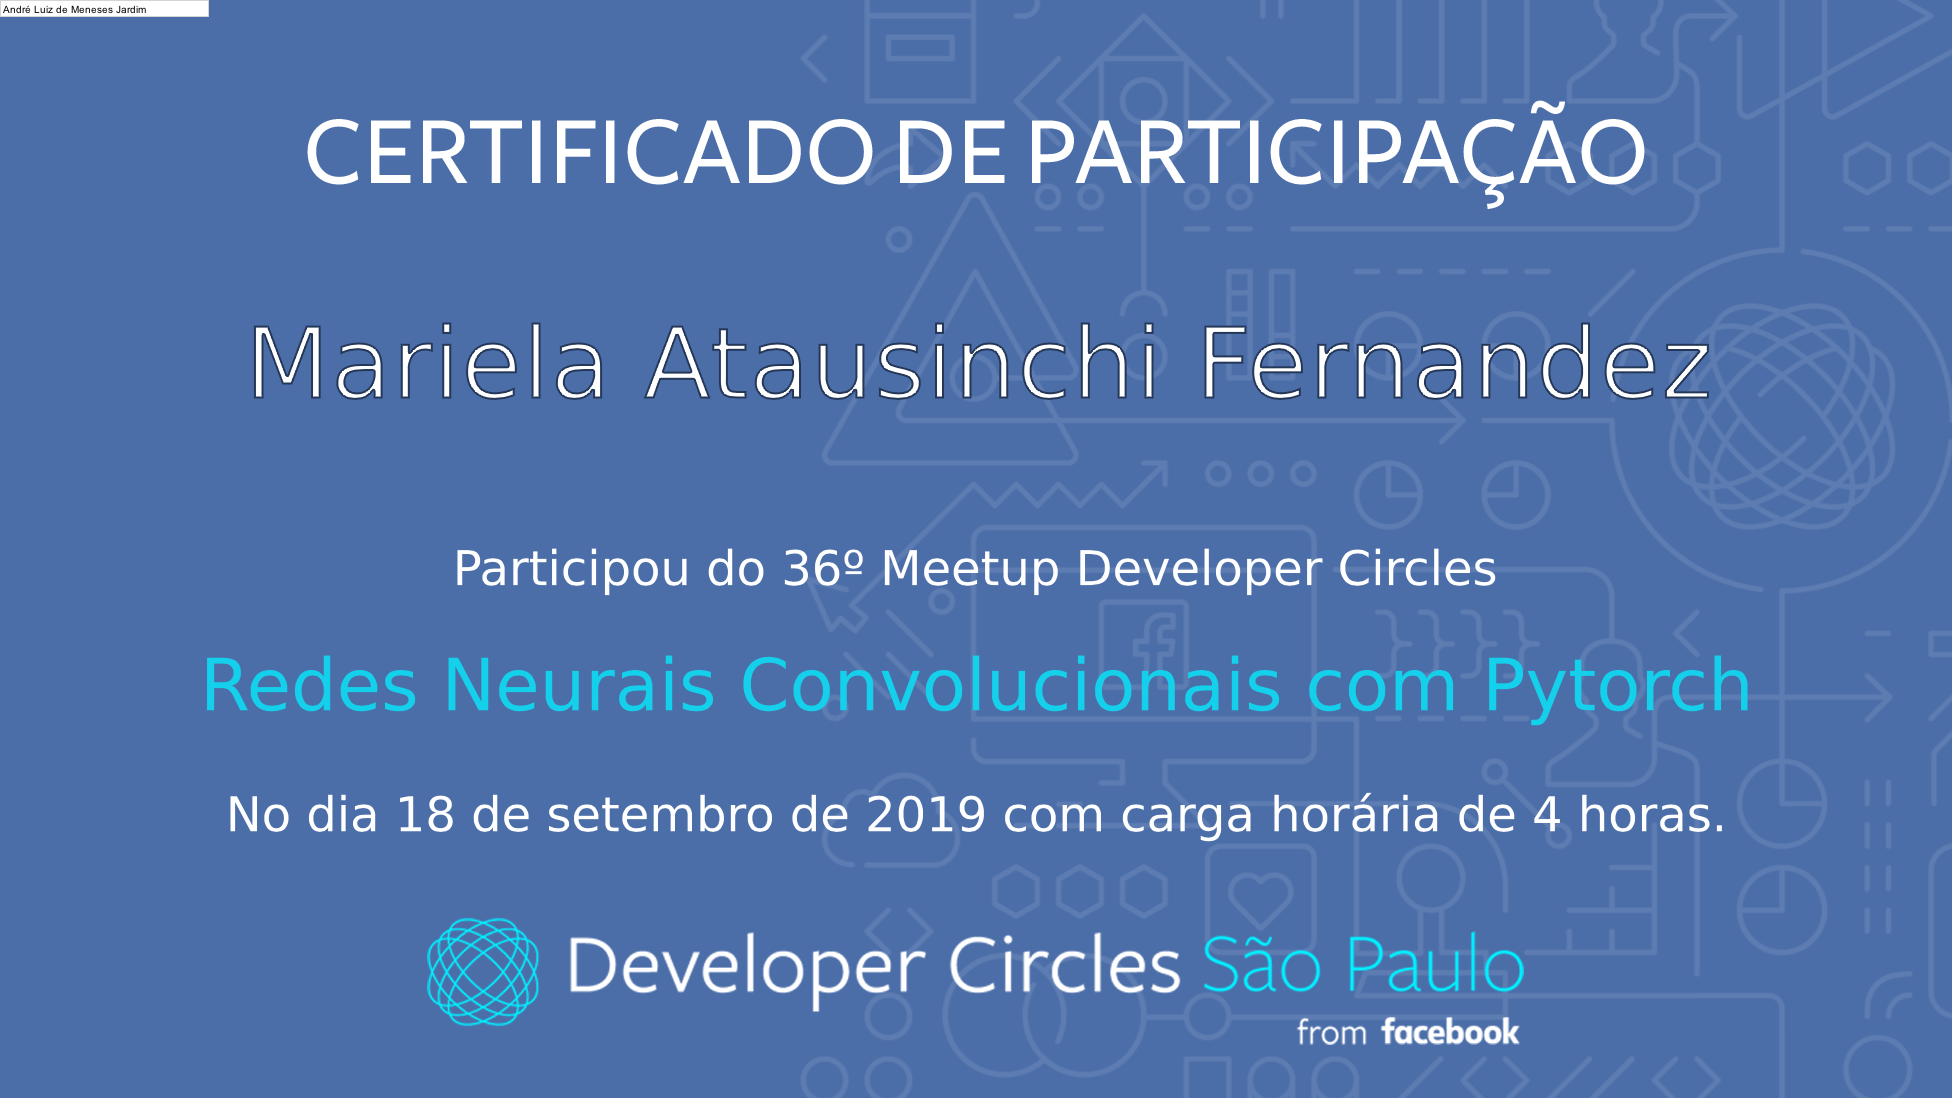 André Luiz de Meneses Jardim
CERTIFICADO DE PARTICIPAÇÃO
Mariela Atausinchi Fernandez
Participou do 36º Meetup Developer Circles
Redes Neurais Convolucionais com Pytorch
No dia 18 de setembro de 2019 com carga horária de 4 horas.
Developer Circles São Paulo
from facebook